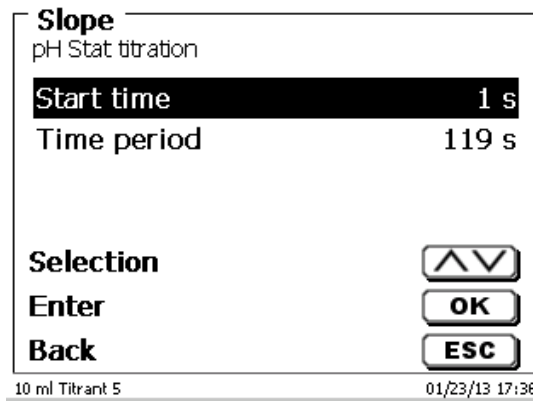 Slope
pH Stat titration
Start time 1 s
Time period 119 s
Selection
Enter OK
Back ESC
10 ml Titrant 5 01/23/13 17:36